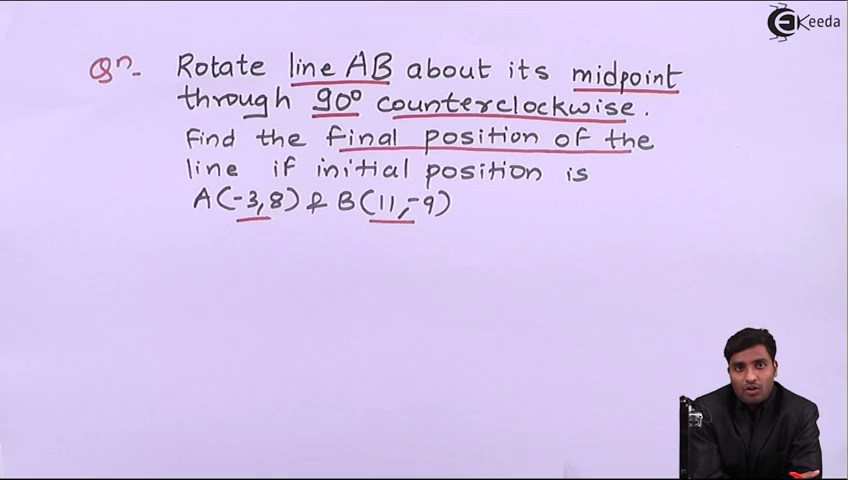 EKeeda
Qn. Rotate line AB about its midpoint
through 90° counterclockwise.
Find the final position of the
line if initial position is
A(-3,8) & B(11,-9)